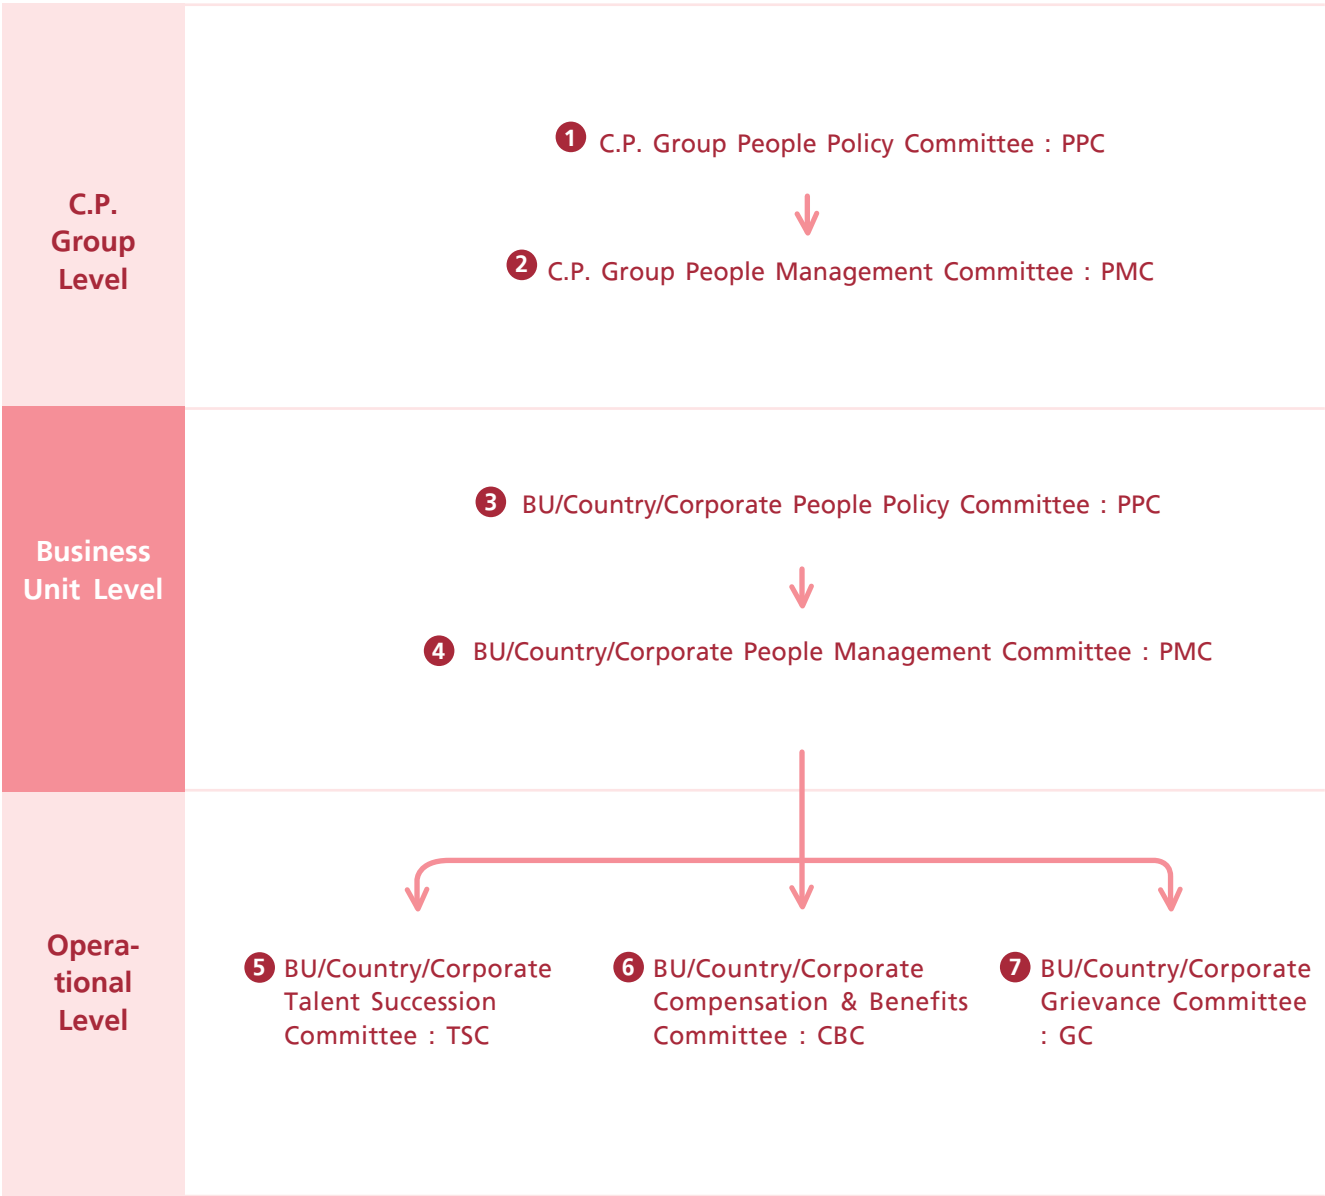 C.P.
Group
Level
1 C.P. Group People Policy Committee : PPC
2 C.P. Group People Management Committee : PMC
Business
Unit Level
3 BU/Country/Corporate People Policy Committee : PPC
4 BU/Country/Corporate People Management Committee : PMC
Opera-
tional
Level
5 BU/Country/Corporate
Talent Succession
Committee : TSC
6 BU/Country/Corporate
Compensation & Benefits
Committee : CBC
7 BU/Country/Corporate
Grievance Committee
: GC